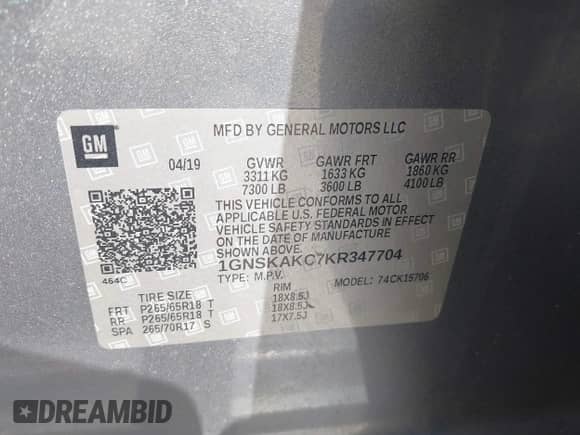 GM
MFD BY GENERAL MOTORS LLC
04/19 GVWR GAWR FRT GAWR RR
3311 KG 1633 KG 1860 KG
7300 LB 3600 LB 4100 LB
THIS VEHICLE CONFORMS TO ALL
APPLICABLE U.S. FEDERAL MOTOR
VEHICLE SAFETY STANDARDS IN EFFECT
ON THE DATE OF MANUFACTURE
SHOWN ABOVE.
1GNSKAKC7KR347704
464C
TYPE: M.P.V. MODEL: 74CK15706
TIRE SIZE RIM
FRT P265/65R18 T 18X8.5J
RR P265/65R18 T 18X8.5J
SPA 265/70R17 S 17X7.5J
DREAMBID